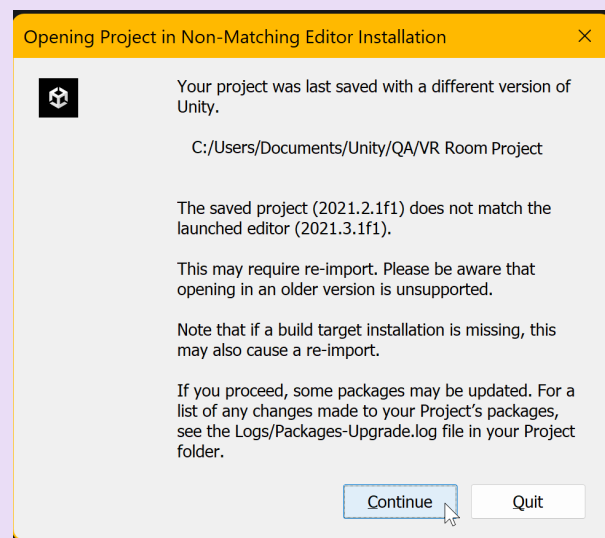 Opening Project in Non-Matching Editor Installation
Your project was last saved with a different version of
Unity.
C:/Users/Documents/Unity/QA/VR Room Project
The saved project (2021.2.1f1) does not match the
launched editor (2021.3.1f1).
This may require re-import. Please be aware that
opening in an older version is unsupported.
Note that if a build target installation is missing, this
may also cause a re-import.
If you proceed, some packages may be updated. For a
list of any changes made to your Project’s packages,
see the Logs/Packages-Upgrade.log file in your Project
folder.
Continue Quit